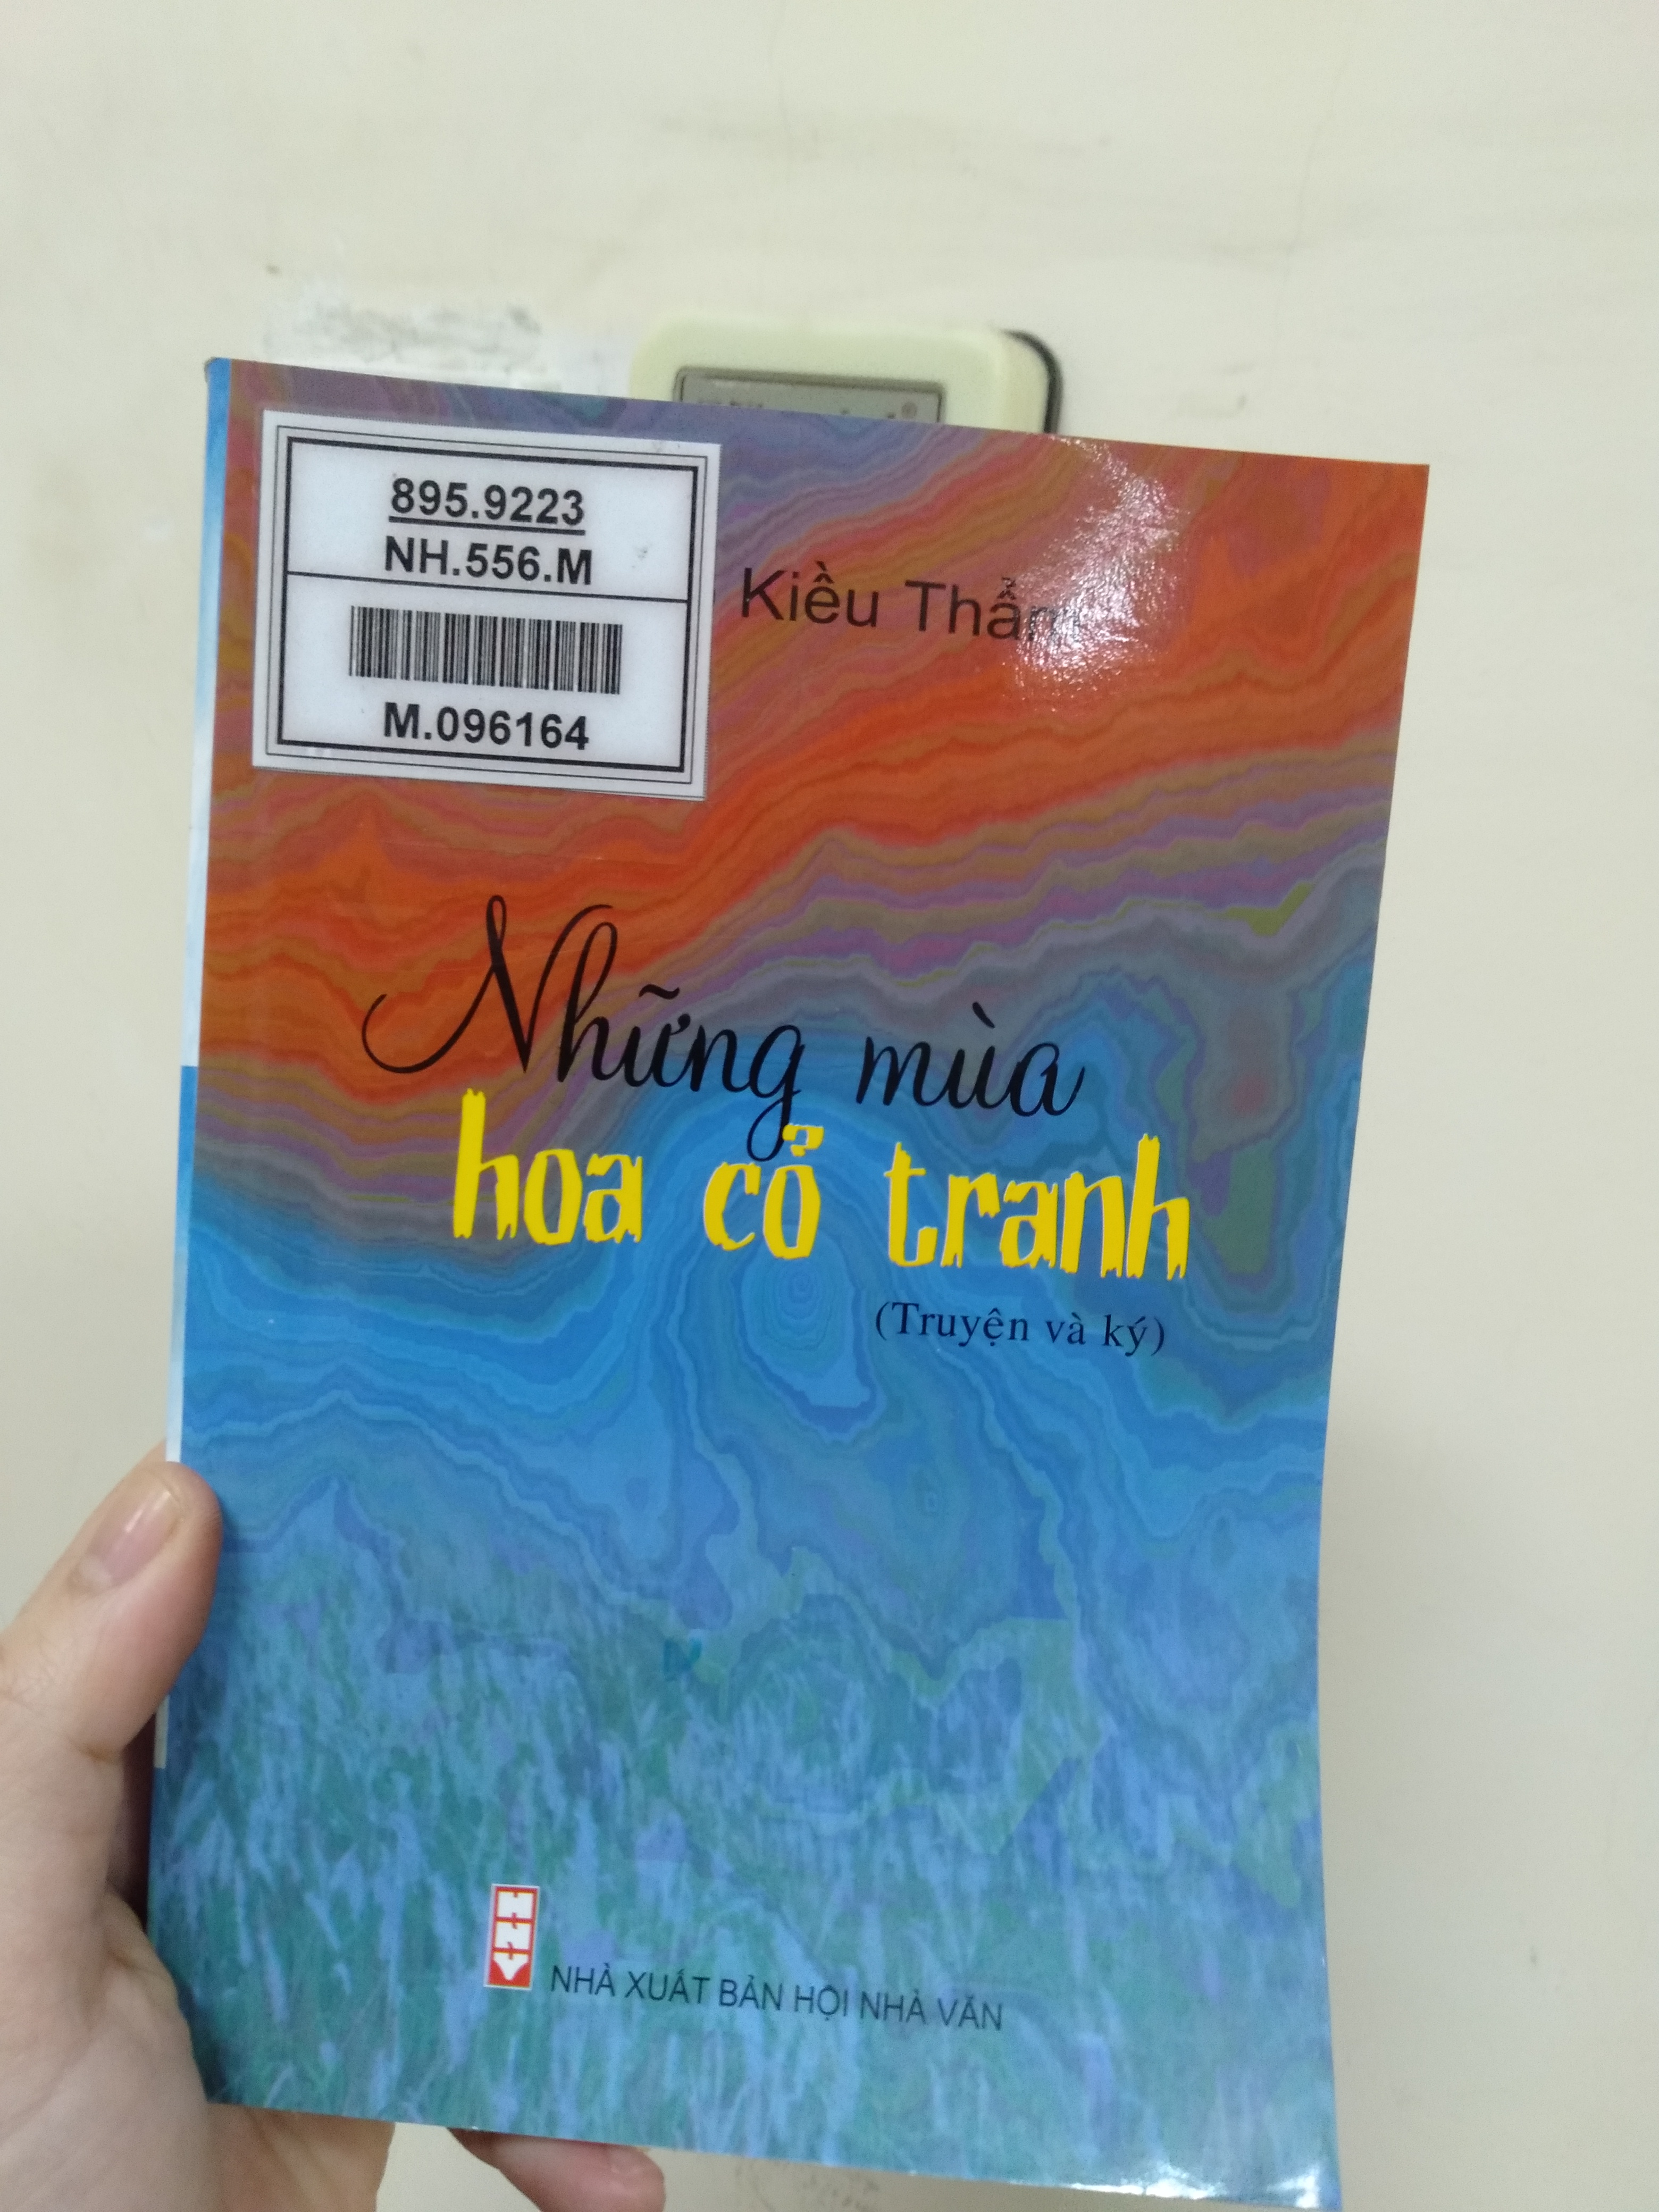 895.9223
NH.556.M
M.096164
Kiều Thẩm
Những mùa
hoa cỏ tranh
(Truyện và ký)
HNV
NHÀ XUẤT BẢN HỘI NHÀ VĂN